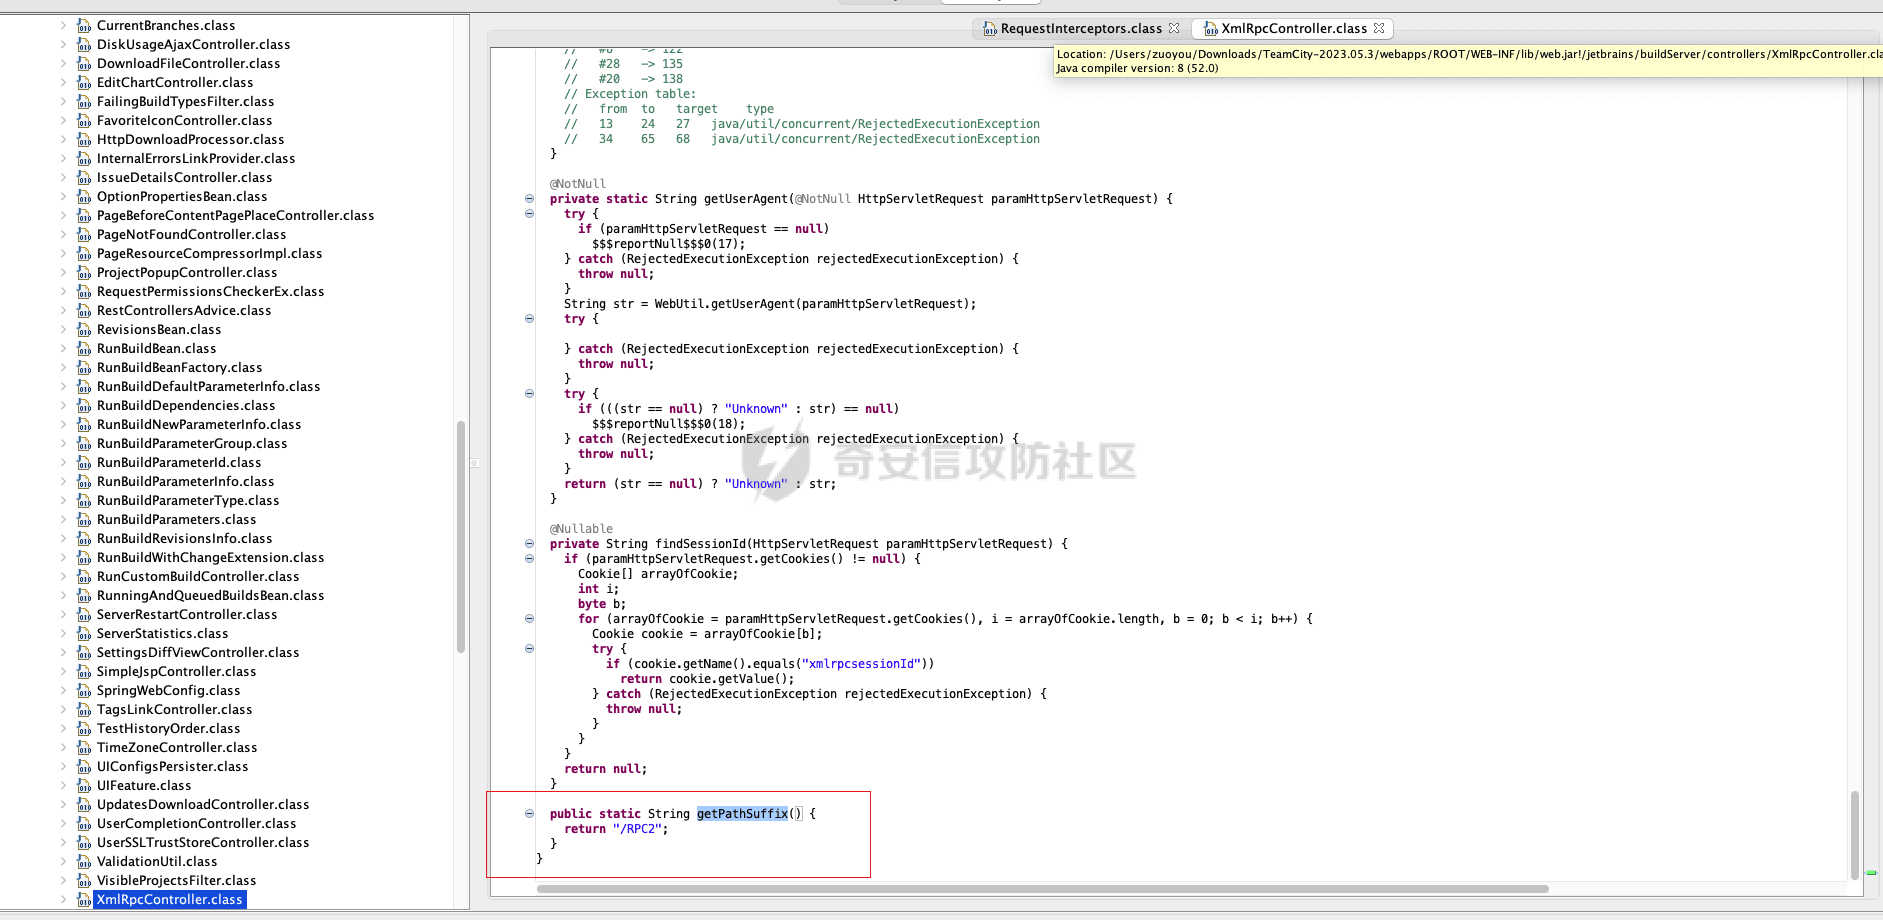 CurrentBranches.class
DiskUsageAjaxController.class
DownloadFileController.class
EditChartController.class
FailingBuildTypesFilter.class
FavoriteIconController.class
HttpDownloadProcessor.class
InternalErrorsLinkProvider.class
IssueDetailsController.class
OptionPropertiesBean.class
PageBeforeContentPagePlaceController.class
PageNotFoundController.class
PageResourceCompressorImpl.class
ProjectPopupController.class
RequestPermissionsCheckerEx.class
RestControllersAdvice.class
RevisionsBean.class
RunBuildBean.class
RunBuildBeanFactory.class
RunBuildDefaultParameterInfo.class
RunBuildDependencies.class
RunBuildNewParameterInfo.class
RunBuildParameterGroup.class
RunBuildParameterId.class
RunBuildParameterInfo.class
RunBuildParameterType.class
RunBuildParameters.class
RunBuildRevisionsInfo.class
RunBuildWithChangeExtension.class
RunCustomBuildController.class
RunningAndQueuedBuildsBean.class
ServerRestartController.class
ServerStatistics.class
SettingsDiffViewController.class
SimpleJspController.class
SpringWebConfig.class
TagsLinkController.class
TestHistoryOrder.class
TimeZoneController.class
UIConfigsPersister.class
UIFeature.class
UpdatesDownloadController.class
UserCompletionController.class
UserSSLTrustStoreController.class
ValidationUtil.class
VisibleProjectsFilter.class
XmlRpcController.class
RequestInterceptors.class
XmlRpcController.class
Location: /Users/zuoyou/Downloads/TeamCity-2023.05.3/webapps/ROOT/WEB-INF/lib/web.jar!/jetbrains/buildServer/controllers/XmlRpcController.cla
Java compiler version: 8 (52.0)
// #8 -> 122
// #28 -> 135
// #20 -> 138
// Exception table:
// from to target type
// 13 24 27 java/util/concurrent/RejectedExecutionException
// 34 65 68 java/util/concurrent/RejectedExecutionException
}
@NotNull
private static String getUserAgent(@NotNull HttpServletRequest paramHttpServletRequest) {
try {
if (paramHttpServletRequest == null)
$$$reportNull$$$0(17);
} catch (RejectedExecutionException rejectedExecutionException) {
throw null;
}
String str = WebUtil.getUserAgent(paramHttpServletRequest);
try {
} catch (RejectedExecutionException rejectedExecutionException) {
throw null;
}
try {
if (((str == null) ? "Unknown" : str) == null)
$$$reportNull$$$0(18);
} catch (RejectedExecutionException rejectedExecutionException) {
throw null;
}
return (str == null) ? "Unknown" : str;
}
奇安信攻防社区
@Nullable
private String findSessionId(HttpServletRequest paramHttpServletRequest) {
if (paramHttpServletRequest.getCookies() != null) {
Cookie[] arrayOfCookie;
int i;
byte b;
for (arrayOfCookie = paramHttpServletRequest.getCookies(), i = arrayOfCookie.length, b = 0; b < i; b++) {
Cookie cookie = arrayOfCookie[b];
try {
if (cookie.getName().equals("xmlrpcsessionId"))
return cookie.getValue();
} catch (RejectedExecutionException rejectedExecutionException) {
throw null;
}
}
}
return null;
}
public static String getPathSuffix() {
return "/RPC2";
}
}